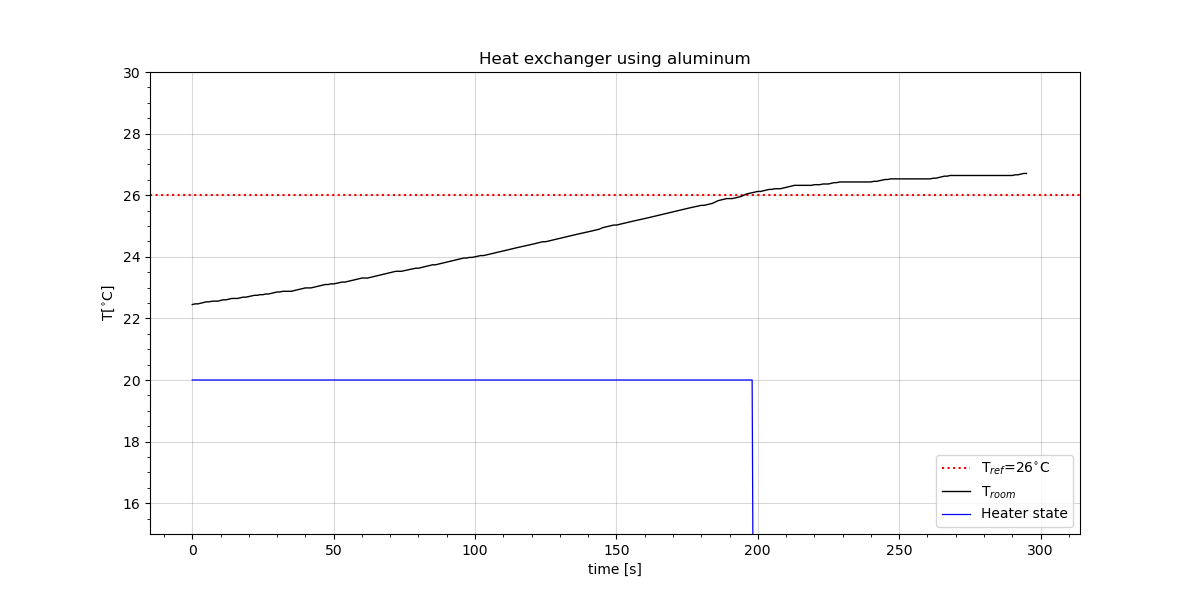 Heat exchanger using aluminum
30
28
26
24
22
20
18
16
T[°C]
0 50 100 150 200 250 300
time [s]
T_ref=26°C
T_room
Heater state